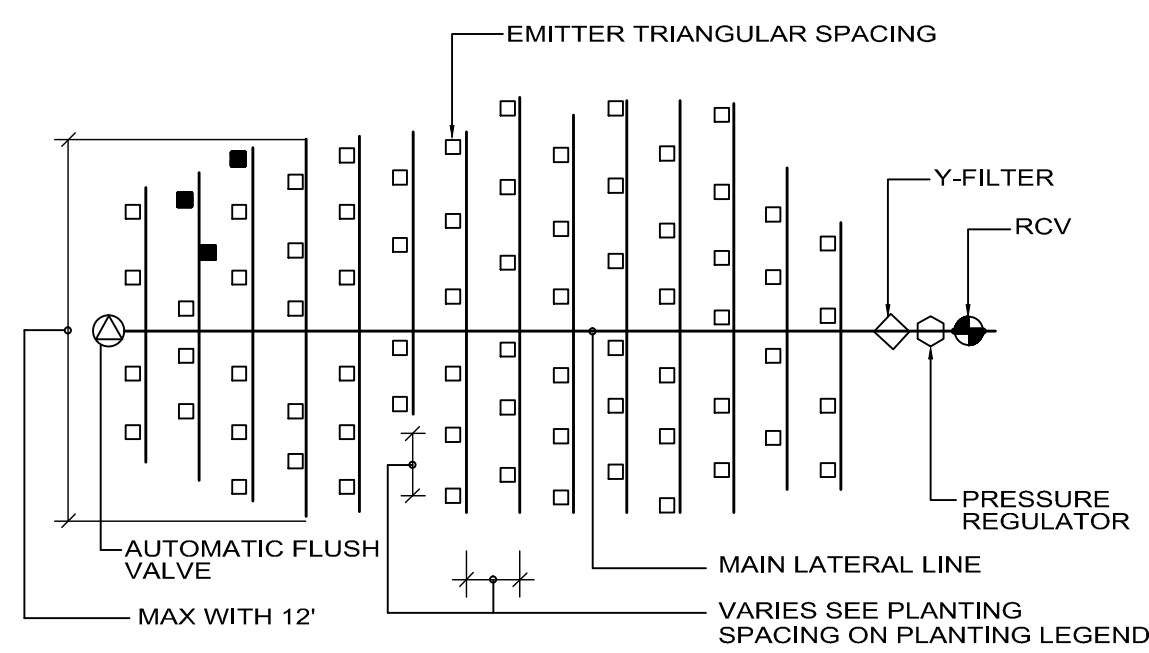 EMITTER TRIANGULAR SPACING
Y-FILTER
RCV
PRESSURE
REGULATOR
AUTOMATIC FLUSH
VALVE
MAIN LATERAL LINE
MAX WITH 12'
VARIES SEE PLANTING
SPACING ON PLANTING LEGEND